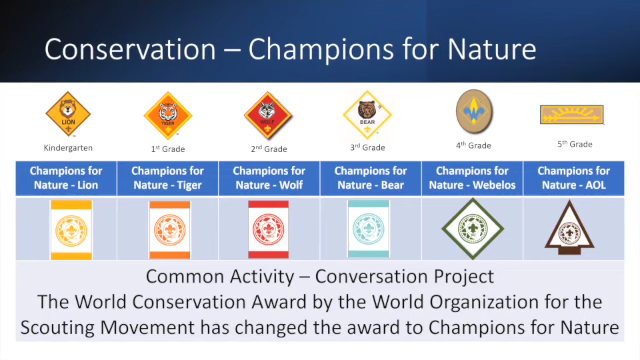 Conservation – Champions for Nature
LION
TIGER
WOLF
BEAR
Kindergarten
1st Grade
2nd Grade
3rd Grade
4th Grade
5th Grade
Champions for
Nature - Lion
Champions for
Nature - Tiger
Champions for
Nature - Wolf
Champions for
Nature - Bear
Champions for
Nature - Webelos
Champions for
Nature - AOL
Common Activity – Conversation Project
The World Conservation Award by the World Organization for the
Scouting Movement has changed the award to Champions for Nature